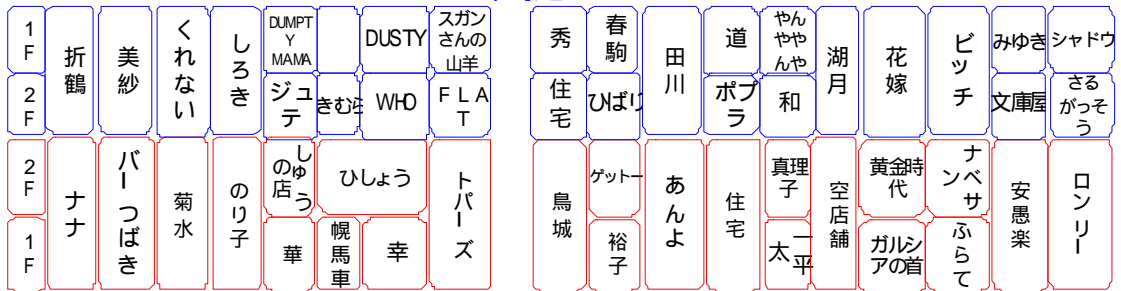 1F
折鶴
美紗
くれない
しろき
DUMPTY MAMA
DUSTY
スガンさんの山羊
2F
ジュテ
きむら
WHO
FLAT
2F
ナナ
バー つばき
菊水
のり子
しゅうの店
ひしょう
トパーズ
1F
華
幌馬車
幸
秀
春駒
田川
道
やんややんや
湖月
花嫁
ビッチ
みゆき
シャドウ
住宅
ひばり
ポプラ
和
文庫屋
さるがっそう
鳥城
ゲットー
あんよ
住宅
真理子
空店舗
黄金時代
ナベサン
安愚楽
ロンリー
裕子
一太平
ガルシアの首
ふらて